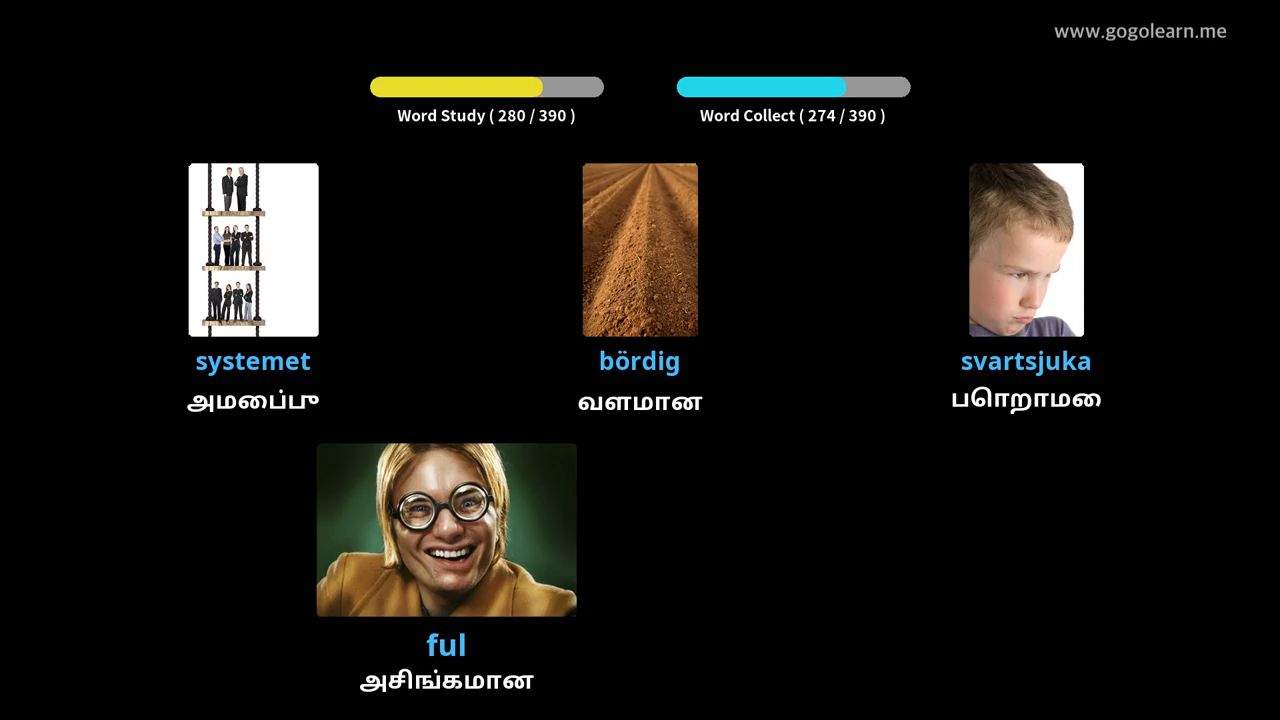 www.gogolearn.me
Word Study ( 280 / 390 )
Word Collect ( 274 / 390 )
systemet
bördig
svartsjuka
அமைப்பு
வளமான
பொறாமை
ful
அசிங்கமான